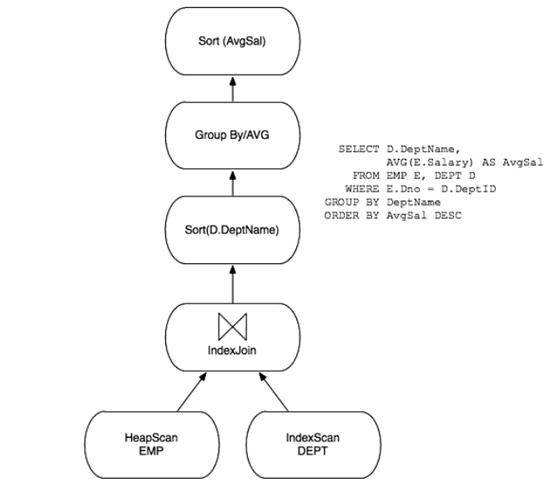 Sort (AvgSal)
Group By/AVG
SELECT D.DeptName,
AVG(E.Salary) AS AvgSal
FROM EMP E, DEPT D
WHERE E.Dno = D.DeptID
GROUP BY DeptName
ORDER BY AvgSal DESC
Sort(D.DeptName)
IndexJoin
HeapScan
EMP
IndexScan
DEPT